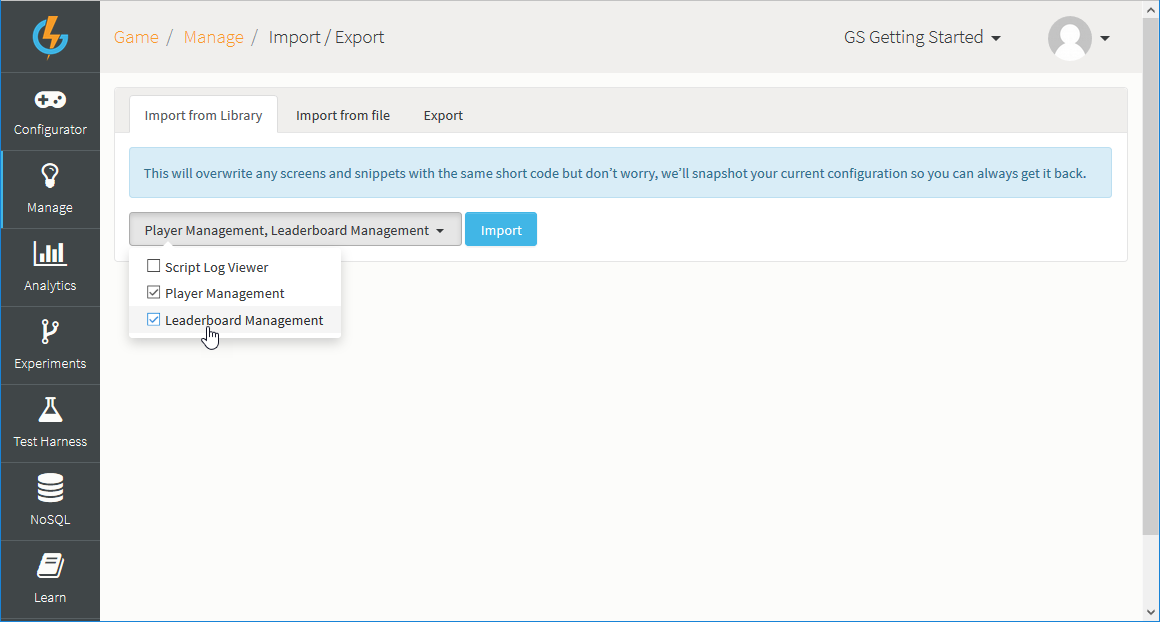 Game / Manage / Import / Export
GS Getting Started
Configurator
Manage
Analytics
Experiments
Test Harness
NoSQL
Learn
Import from Library
Import from file
Export
This will overwrite any screens and snippets with the same short code but don’t worry, we’ll snapshot your current configuration so you can always get it back.
Player Management, Leaderboard Management
Import
Script Log Viewer
Player Management
Leaderboard Management